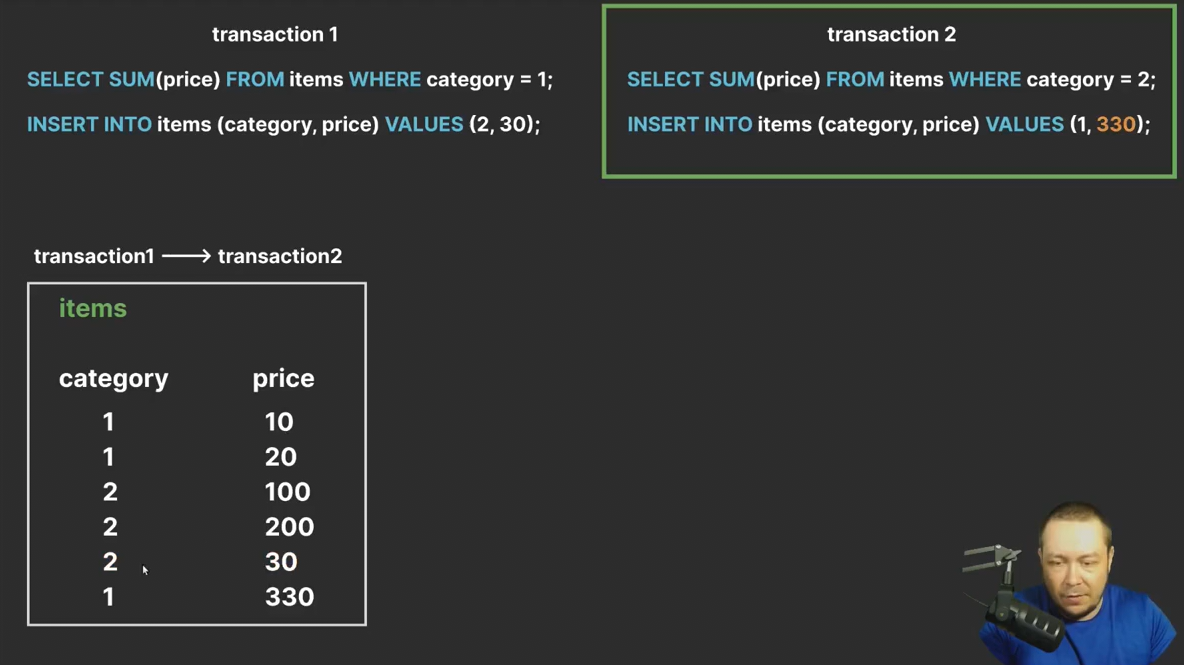 transaction 1
SELECT SUM(price) FROM items WHERE category = 1;
INSERT INTO items (category, price) VALUES (2, 30);
transaction 2
SELECT SUM(price) FROM items WHERE category = 2;
INSERT INTO items (category, price) VALUES (1, 330);
transaction1 ⟶ transaction2
items
category price
1 10
1 20
2 100
2 200
2 30
1 330